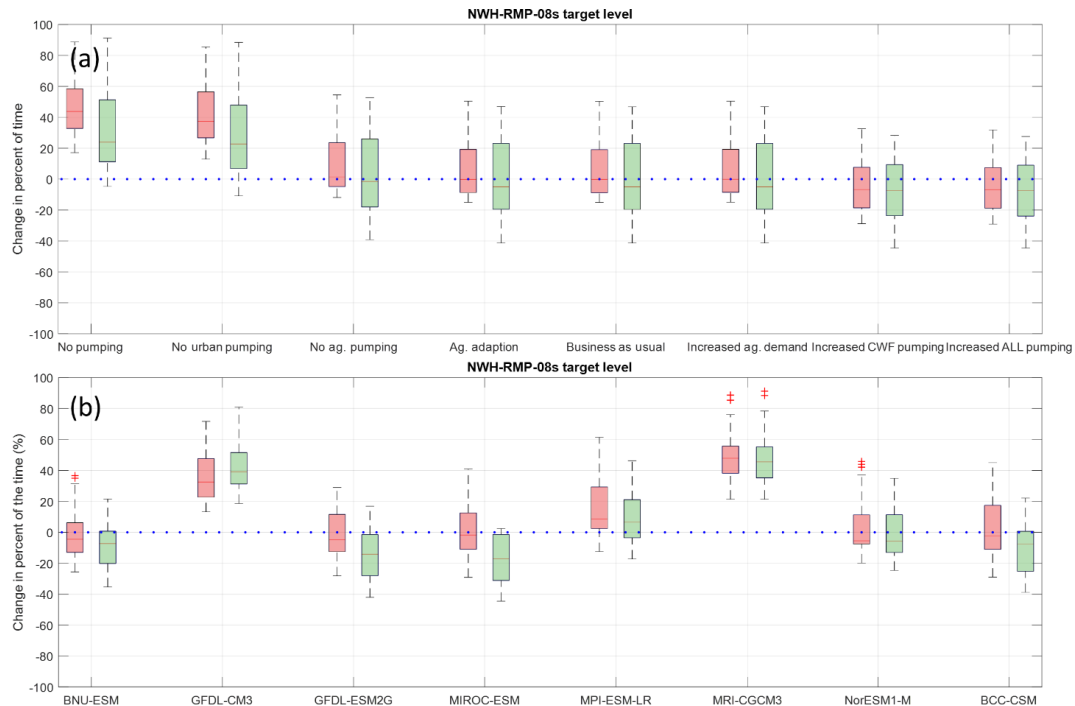 NWH-RMP-08s target level
(a)
Change in percent of time
100
80
60
40
20
0
-20
-40
-60
-80
-100
No pumping No urban pumping No ag. pumping Ag. adaption Business as usual Increased ag. demand Increased CWF pumping Increased ALL pumping
NWH-RMP-08s target level
(b)
Change in percent of the time (%)
100
80
60
40
20
0
-20
-40
-60
-80
-100
BNU-ESM GFDL-CM3 GFDL-ESM2G MIROC-ESM MPI-ESM-LR MRI-CGCM3 NorESM1-M BCC-CSM